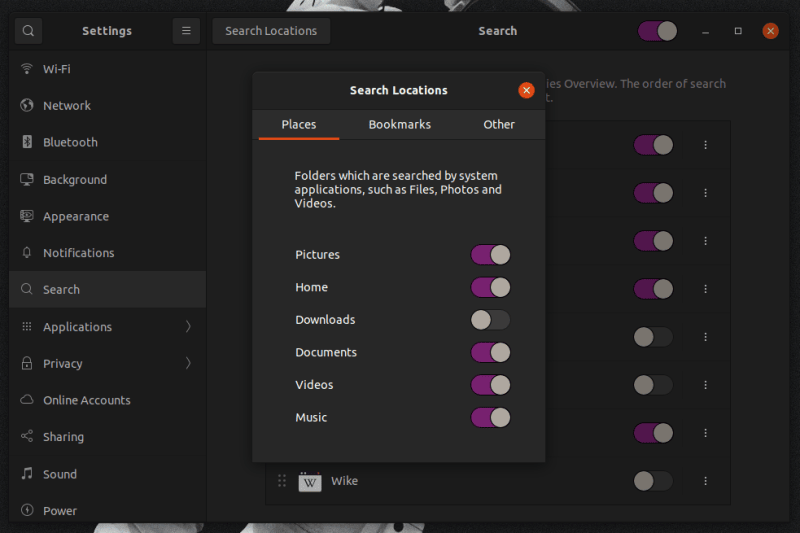 Settings
Search Locations
Search
Wi-Fi
Network
Bluetooth
Background
Appearance
Notifications
Search
Applications
Privacy
Online Accounts
Sharing
Sound
Power
ies Overview. The order of search
t.
Search Locations
Places
Bookmarks
Other
Folders which are searched by system
applications, such as Files, Photos and
Videos.
Pictures
Home
Downloads
Documents
Videos
Music
W
Wike